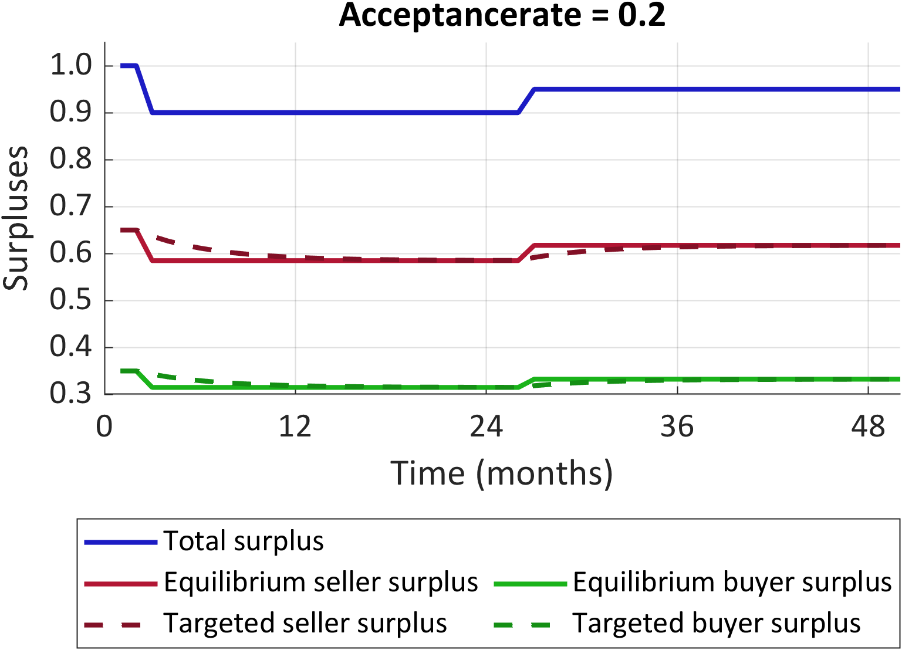 Acceptancerate = 0.2
1.0
0.9
0.8
0.7
0.6
0.5
0.4
0.3
Surpluses
0 12 24 36 48
Time (months)
Total surplus
Equilibrium seller surplus Equilibrium buyer surplus
Targeted seller surplus Targeted buyer surplus